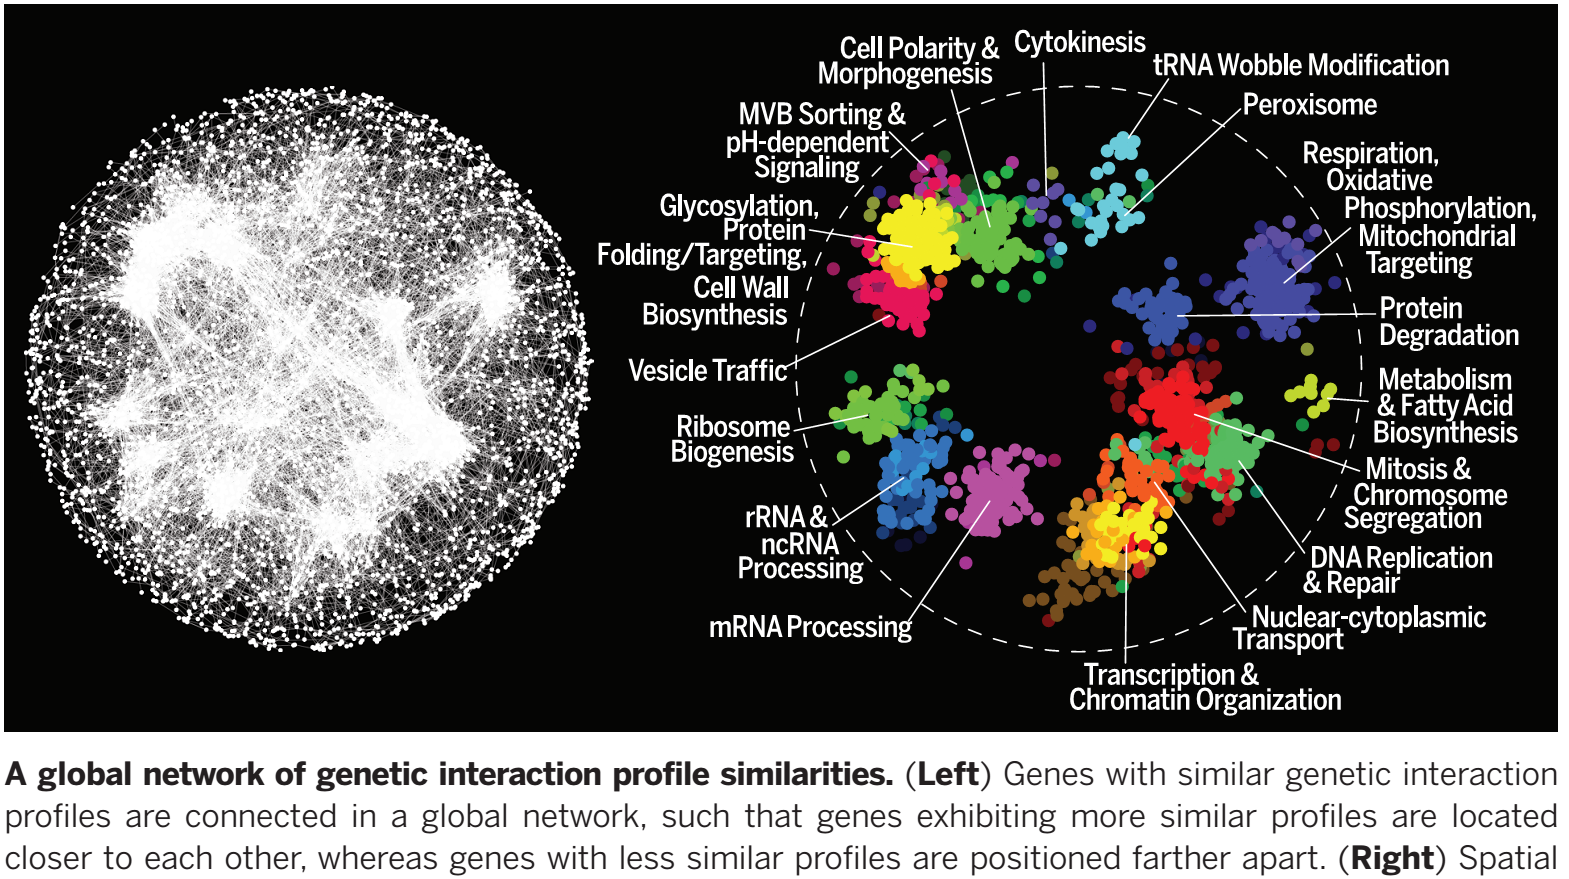 Cell Polarity &
Morphogenesis
Cytokinesis
tRNA Wobble Modification
Peroxisome
MVB Sorting &
pH-dependent
Signaling
Respiration,
Oxidative
Phosphorylation,
Mitochondrial
Targeting
Glycosylation,
Protein
Folding/Targeting,
Cell Wall
Biosynthesis
Protein
Degradation
Vesicle Traffic
Metabolism
& Fatty Acid
Biosynthesis
Ribosome
Biogenesis
Mitosis &
Chromosome
Segregation
rRNA &
ncRNA
Processing
DNA Replication
& Repair
mRNA Processing
Nuclear-cytoplasmic
Transport
Transcription &
Chromatin Organization
A global network of genetic interaction profile similarities. (Left) Genes with similar genetic interaction
profiles are connected in a global network, such that genes exhibiting more similar profiles are located
closer to each other, whereas genes with less similar profiles are positioned farther apart. (Right) Spatial